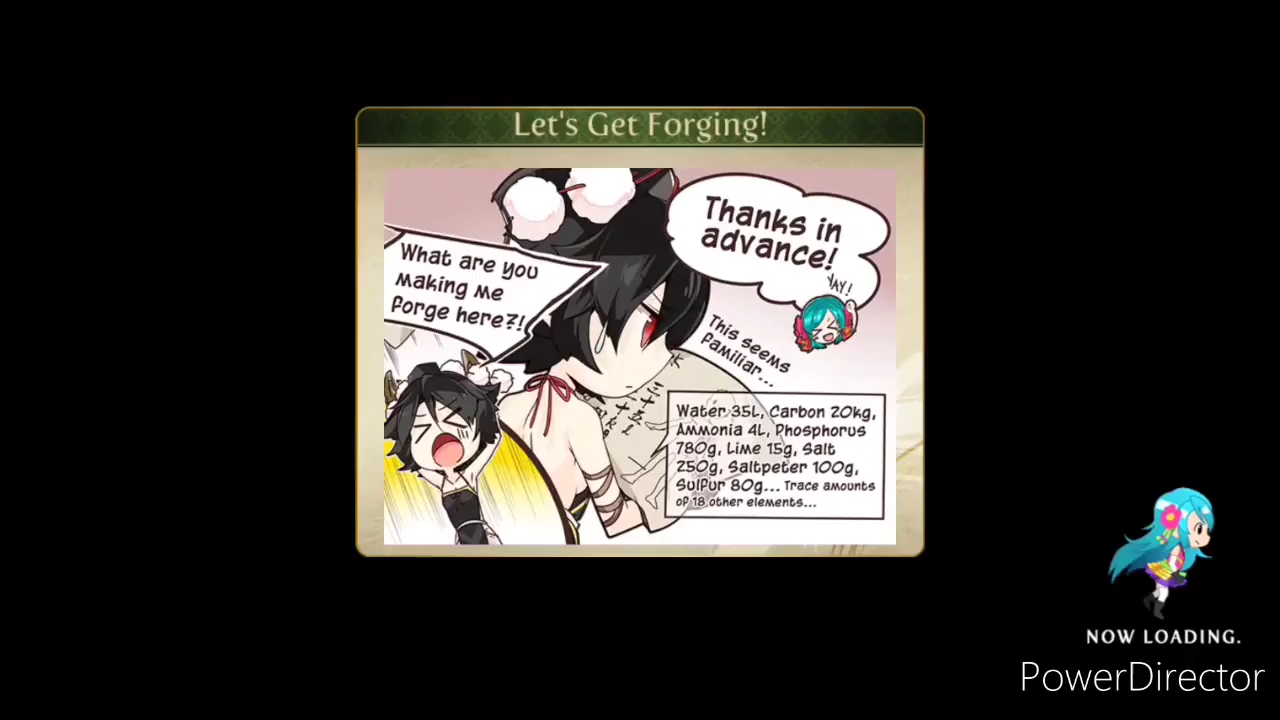 Let's Get Forging!
Thanks in
advance!
YAY!
What are you
making me
forge here?!
This seems
familiar...
Water 35L, Carbon 20kg,
Ammonia 4L, Phosphorus
780g, Lime 15g, Salt
250g, Saltpeter 100g,
Sulfur 80g... Trace amounts
of 18 other elements...
NOW LOADING.
PowerDirector